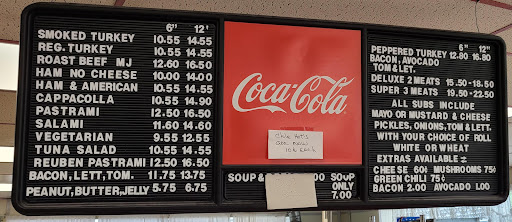 6" 12'
SMOKED TURKEY 10.55 14.55
REG. TURKEY 10.55 14.55
ROAST BEEF MJ 12.60 16.50
HAM NO CHEESE 10.00 14.00
HAM & AMERICAN 10.55 14.55
CAPPACOLLA 10.55 14.90
PASTRAMI 12.50 16.50
SALAMI 11.60 14.60
VEGETARIAN 9.55 12.55
TUNA SALAD 10.55 14.55
REUBEN PASTRAMI 12.50 16.50
BACON, LETT, TOM. 11.75 13.75
PEANUT, BUTTER, JELLY 5.75 6.75
Coca-Cola
SOUP & SOUP
ONLY
7.00
6" 12"
PEPPERED TURKEY 12.80 16.80
BACON, AVOCADO
TOM & LET.
DELUXE 2 MEATS 15.50-18.50
SUPER 3 MEATS 19.50-22.50
ALL SUBS INCLUDE
MAYO OR MUSTARD & CHEESE
PICKLES, ONIONS, TOM & LETT.
WITH YOUR CHOICE OF ROLL
WHITE OR WHEAT
EXTRAS AVAILABLE
CHEESE 60¢ MUSHROOMS 75¢
GREEN CHILI 75¢
BACON 2.00 AVOCADO 1.00